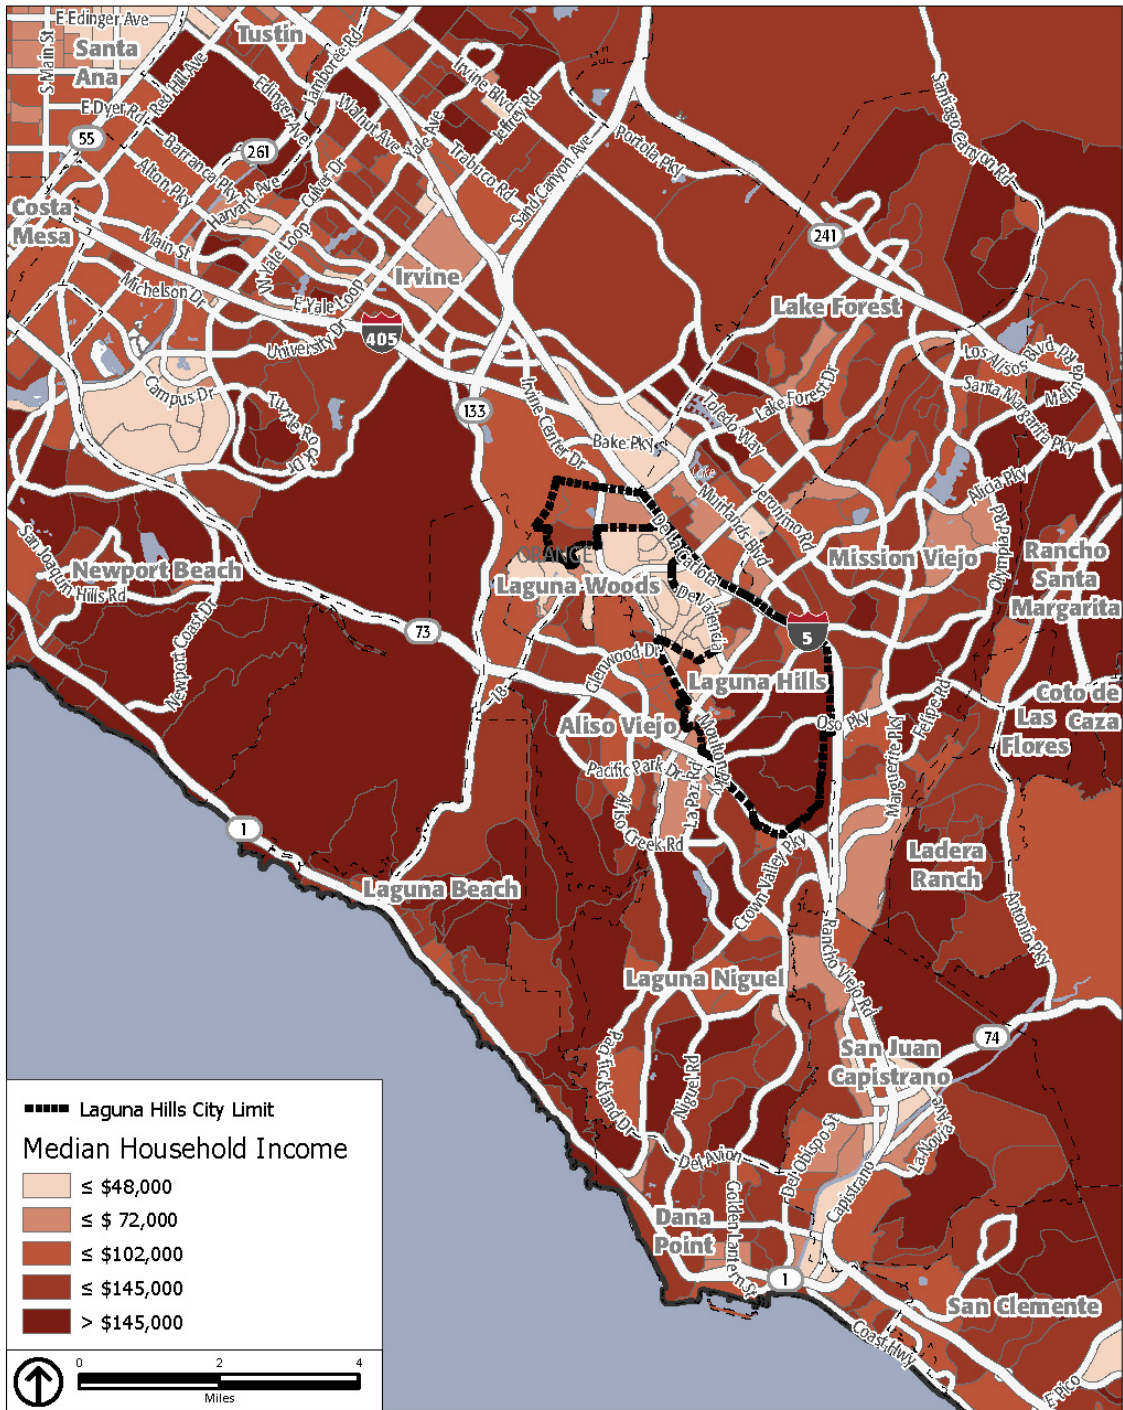 E Edinger Ave
Santa
Ana
Tustin
S Main St
Red Hill Ave
E Dyer Rd
55
Edinger Ave
Jamboree Rd
Walnut Ave
Yale Ave
Irvine Blvd
Jeffrey Rd
Trabuco Rd
Sand Canyon Ave
Portola Pky
Santiago Canyon Rd
261
Barranca Pky
Alton Pky
Harvard Ave
Culver Dr
Costa
Mesa
Main St
W Yale Loop
E Yale Loop
Michelson Dr
University Dr
Irvine
405
241
Lake Forest
Los Alisos Blvd
Melinda Rd
Santa Margarita Pky
Campus Dr
Turtle Rock Dr
133
Irvine Center Dr
Bake Pky
Toledo Way
Lake Forest Dr
Lake
Muirlands Blvd
Jeronimo Rd
Alicia Pky
Olympiad Rd
Mission Viejo
Rancho
Santa
Margarita
ORANGE
Laguna Woods
De La Carlota
San Joaquin Hills Rd
Newport Beach
Newport Coast Dr
73
5
Glenwood Dr
Laguna Hills
18
Aliso Viejo
Moulton Pky
Oso Pky
Marguerite Pky
Felipe Rd
Coto de
Caza
Las
Flores
Pacific Park Dr
La Paz Rd
Aliso Creek Rd
1
Crown Valley Pky
Ladera
Ranch
Antonio Pky
Laguna Beach
Laguna Niguel
Rancho Viejo Rd
74
San Juan
Capistrano
Pacific Island Dr
Niguel Rd
Del Avion
Del Obispo St
La Novia Ave
Capistrano
Golden Lantern St
Dana
Point
1
San Clemente
Coast Hwy
E Pico
Laguna Hills City Limit
Median Household Income
≤ $48,000
≤ $ 72,000
≤ $102,000
≤ $145,000
> $145,000
0 2 4
Miles